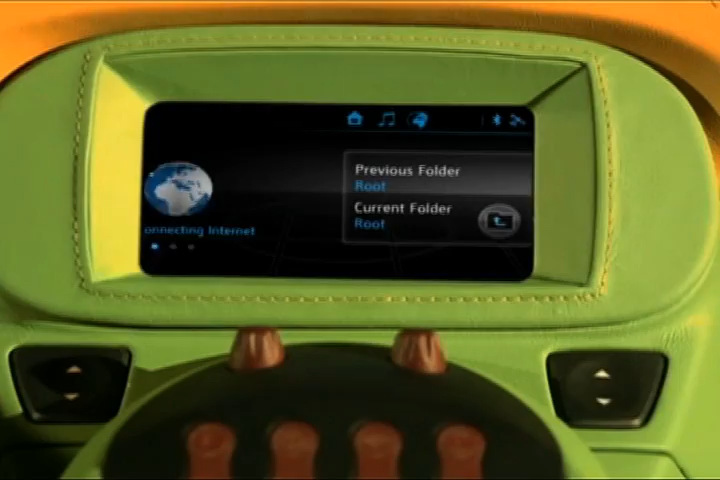 Previous Folder
Root
Current Folder
Root
onnecting Internet